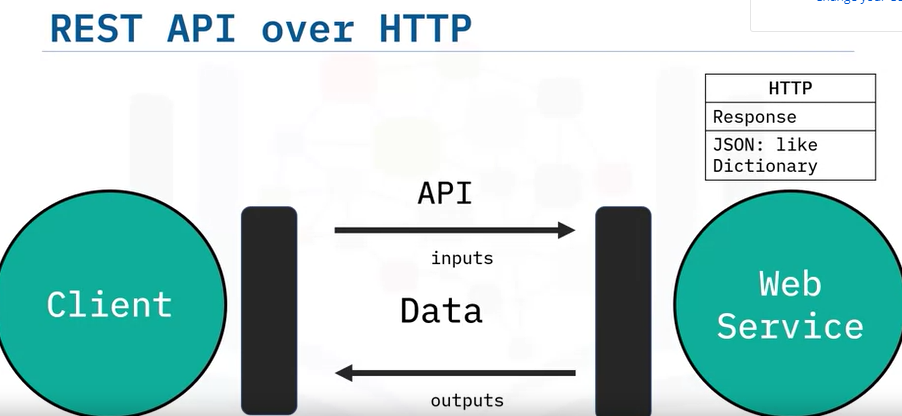 REST API over HTTP
HTTP
Response
JSON: like
Dictionary
API
inputs
Client
Data
Web
Service
outputs